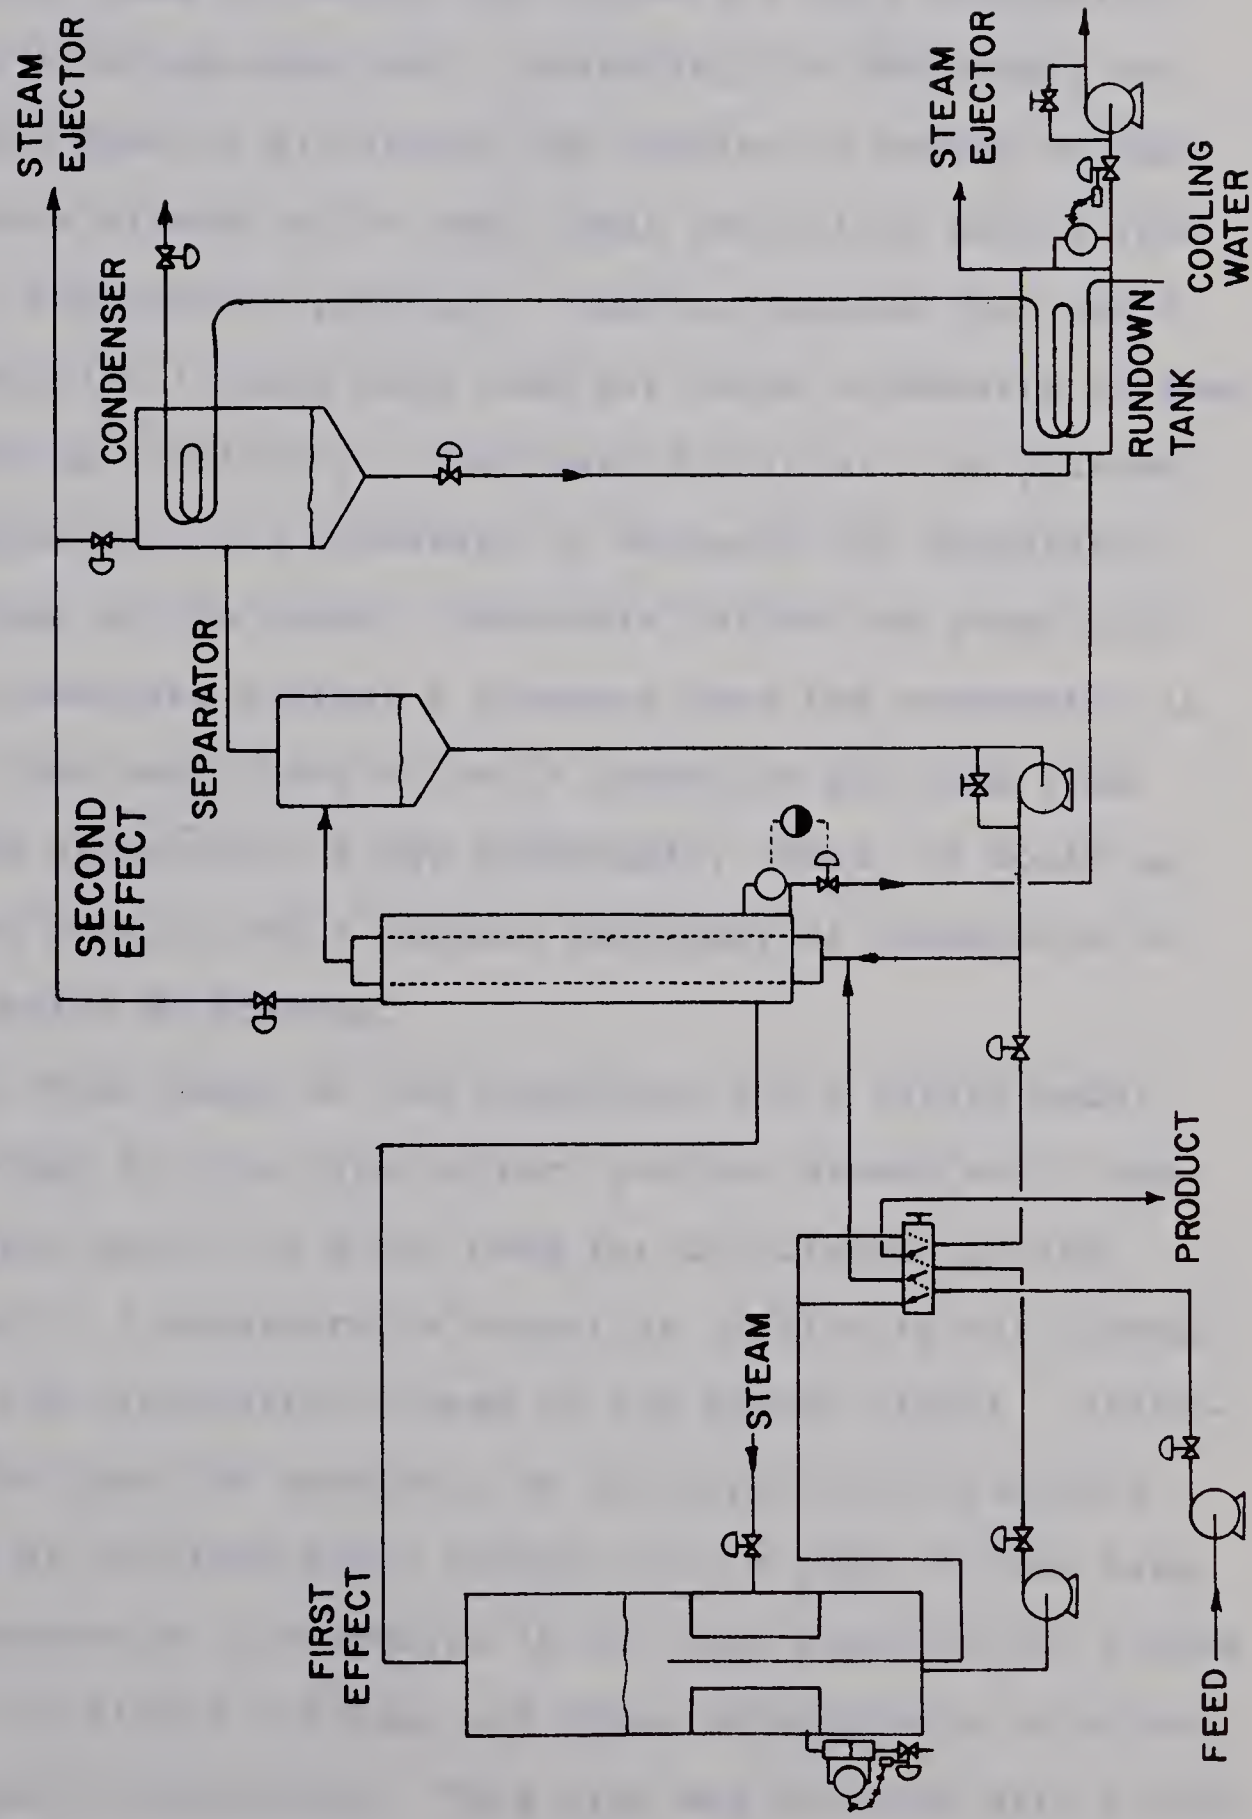 STEAM
EJECTOR
CONDENSER
STEAM
EJECTOR
SECOND
EFFECT
SEPARATOR
RUNDOWN
TANK
COOLING
WATER
FIRST
EFFECT
STEAM
PRODUCT
FEED